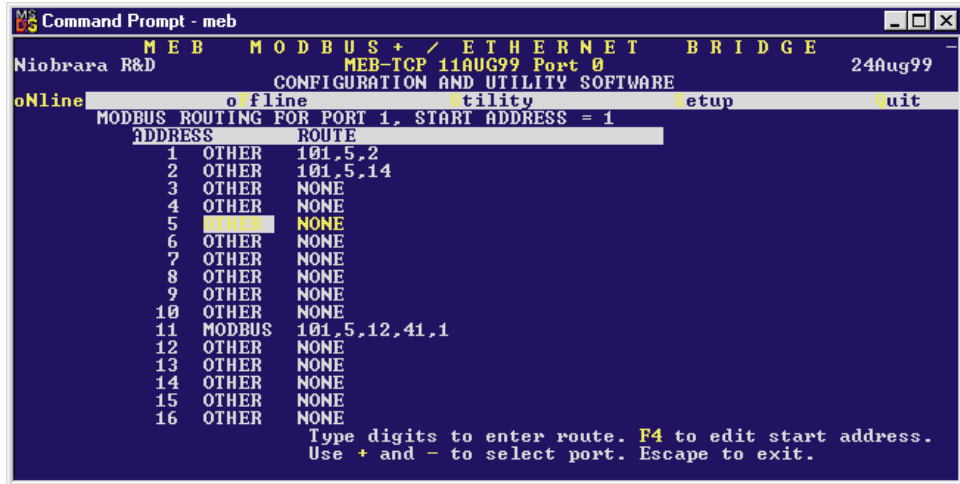 Command Prompt - meb
M E B   M O D B U S + / E T H E R N E T   B R I D G E
Niobrara R&D   MEB-TCP 11AUG99 Port 0   24Aug99
CONFIGURATION AND UTILITY SOFTWARE
oNline   oFfline   Utility   Setup   Quit
MODBUS ROUTING FOR PORT 1, START ADDRESS = 1
ADDRESS   ROUTE
1 OTHER 101,5,2
2 OTHER 101,5,14
3 OTHER NONE
4 OTHER NONE
5 OTHER NONE
6 OTHER NONE
7 OTHER NONE
8 OTHER NONE
9 OTHER NONE
10 OTHER NONE
11 MODBUS 101,5,12,41,1
12 OTHER NONE
13 OTHER NONE
14 OTHER NONE
15 OTHER NONE
16 OTHER NONE
Type digits to enter route. F4 to edit start address.
Use + and - to select port. Escape to exit.